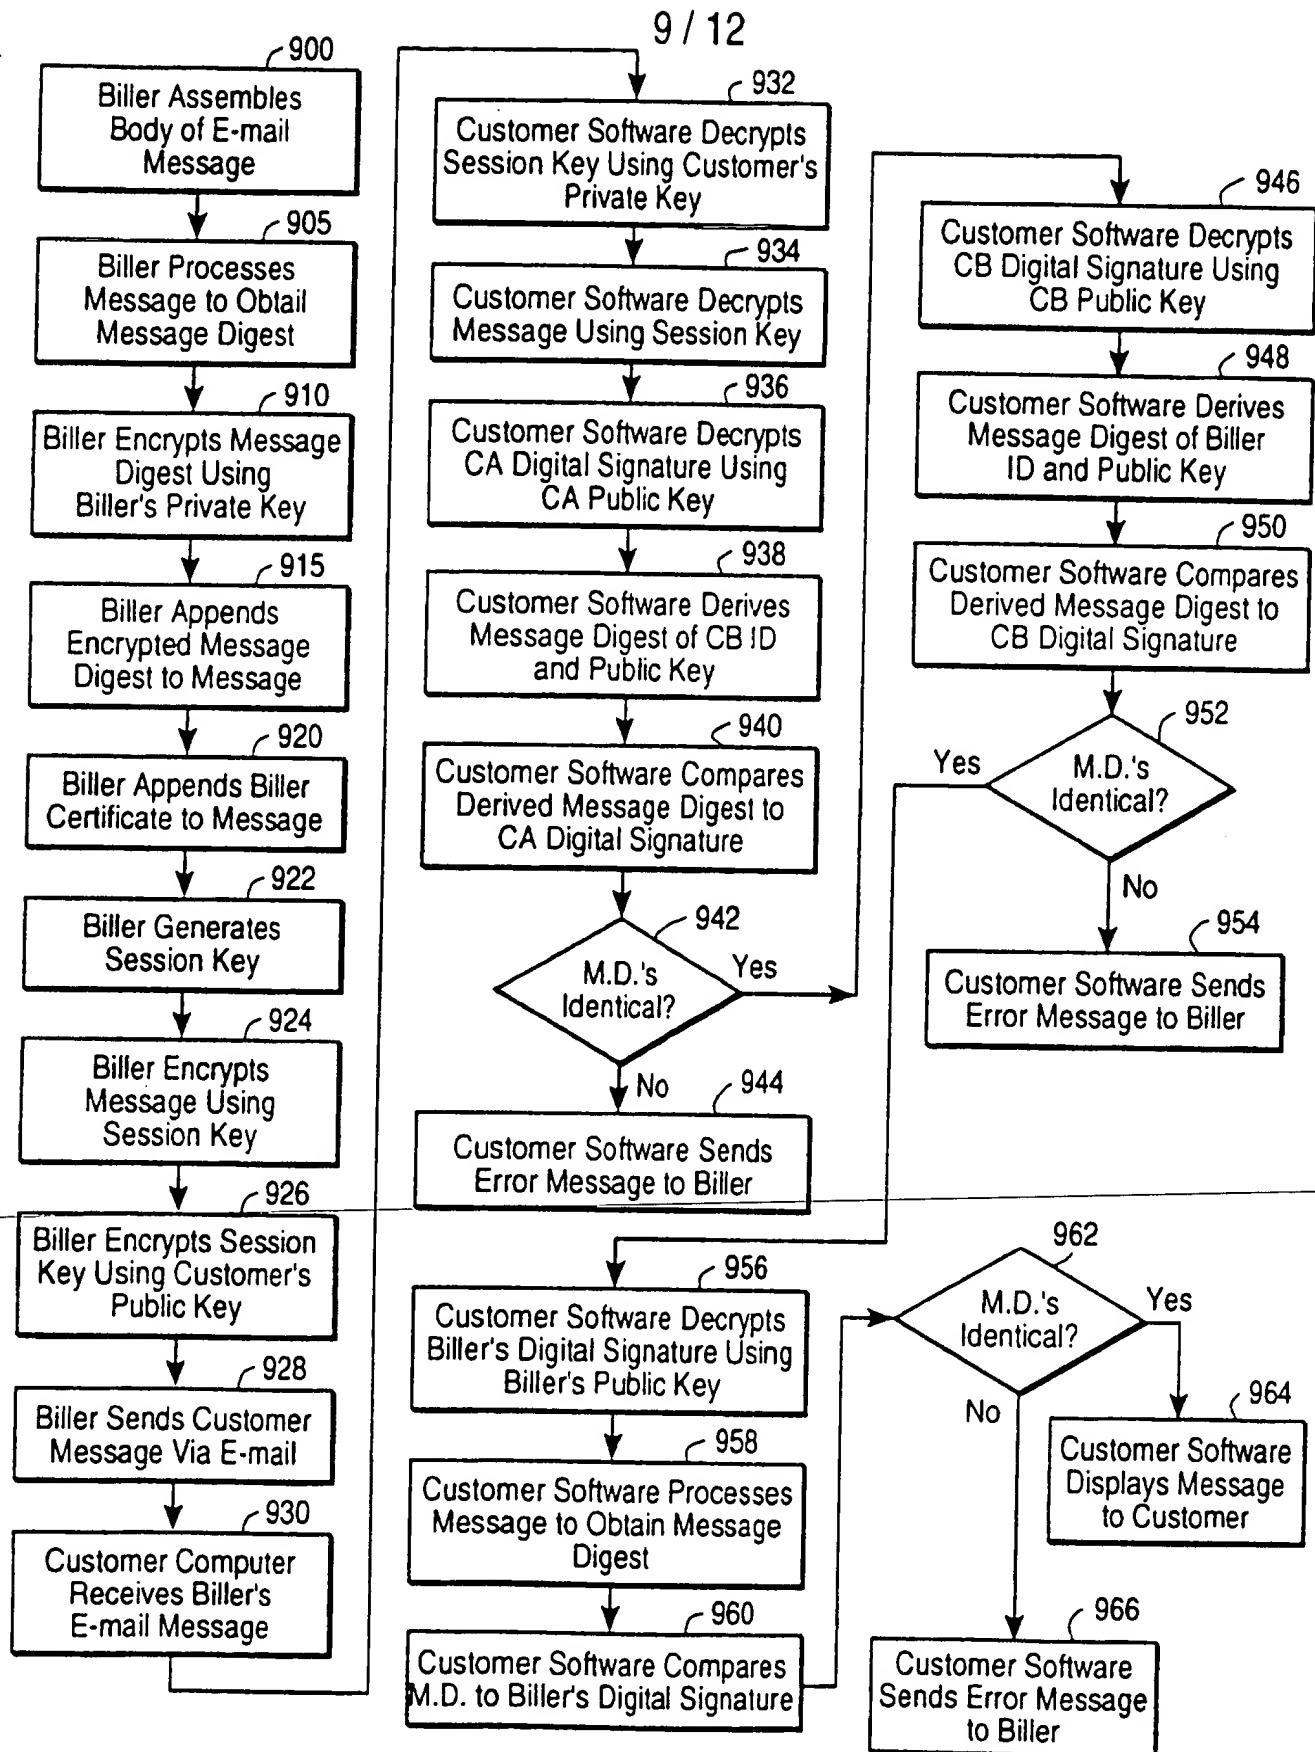 9 / 12
900
Biller Assembles
Body of E-mail
Message
905
Biller Processes
Message to Obtail
Message Digest
910
Biller Encrypts Message
Digest Using
Biller's Private Key
915
Biller Appends
Encrypted Message
Digest to Message
920
Biller Appends Biller
Certificate to Message
922
Biller Generates
Session Key
924
Biller Encrypts
Message Using
Session Key
926
Biller Encrypts Session
Key Using Customer's
Public Key
928
Biller Sends Customer
Message Via E-mail
930
Customer Computer
Receives Biller's
E-mail Message
932
Customer Software Decrypts
Session Key Using Customer's
Private Key
934
Customer Software Decrypts
Message Using Session Key
936
Customer Software Decrypts
CA Digital Signature Using
CA Public Key
938
Customer Software Derives
Message Digest of CB ID
and Public Key
940
Customer Software Compares
Derived Message Digest to
CA Digital Signature
942
M.D.'s
Identical?
Yes
No
944
Customer Software Sends
Error Message to Biller
946
Customer Software Decrypts
CB Digital Signature Using
CB Public Key
948
Customer Software Derives
Message Digest of Biller
ID and Public Key
950
Customer Software Compares
Derived Message Digest to
CB Digital Signature
952
Yes
M.D.'s
Identical?
No
954
Customer Software Sends
Error Message to Biller
956
Customer Software Decrypts
Biller's Digital Signature Using
Biller's Public Key
958
Customer Software Processes
Message to Obtain Message
Digest
960
Customer Software Compares
M.D. to Biller's Digital Signature
962
M.D.'s
Identical?
Yes
No
964
Customer Software
Displays Message
to Customer
966
Customer Software
Sends Error Message
to Biller